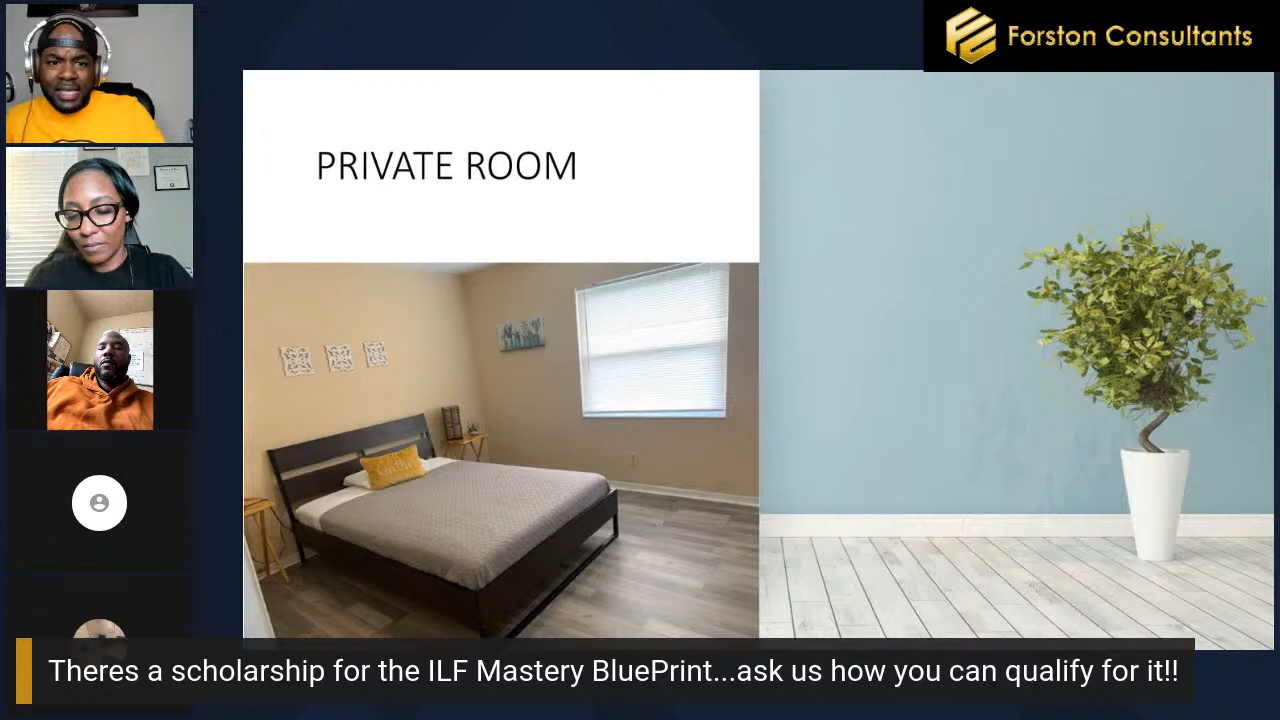 Forston Consultants
PRIVATE ROOM
Theres a scholarship for the ILF Mastery BluePrint...ask us how you can qualify for it!!